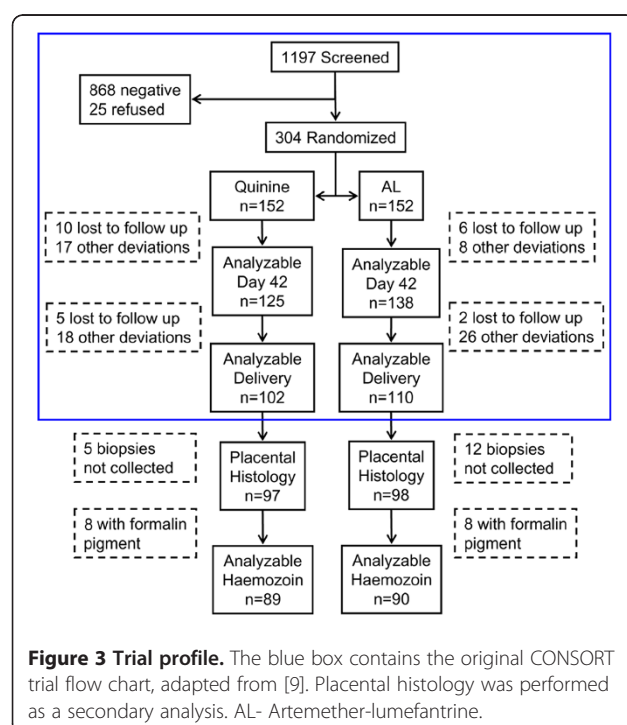 1197 Screened
868 negative
25 refused
304 Randomized
Quinine
n=152
AL
n=152
10 lost to follow up
17 other deviations
6 lost to follow up
8 other deviations
Analyzable
Day 42
n=125
Analyzable
Day 42
n=138
5 lost to follow up
18 other deviations
2 lost to follow up
26 other deviations
Analyzable
Delivery
n=102
Analyzable
Delivery
n=110
5 biopsies
not collected
12 biopsies
not collected
Placental
Histology
n=97
Placental
Histology
n=98
8 with formalin
pigment
8 with formalin
pigment
Analyzable
Haemozoin
n=89
Analyzable
Haemozoin
n=90
Figure 3 Trial profile. The blue box contains the original CONSORT
trial flow chart, adapted from [9]. Placental histology was performed
as a secondary analysis. AL- Artemether-lumefantrine.